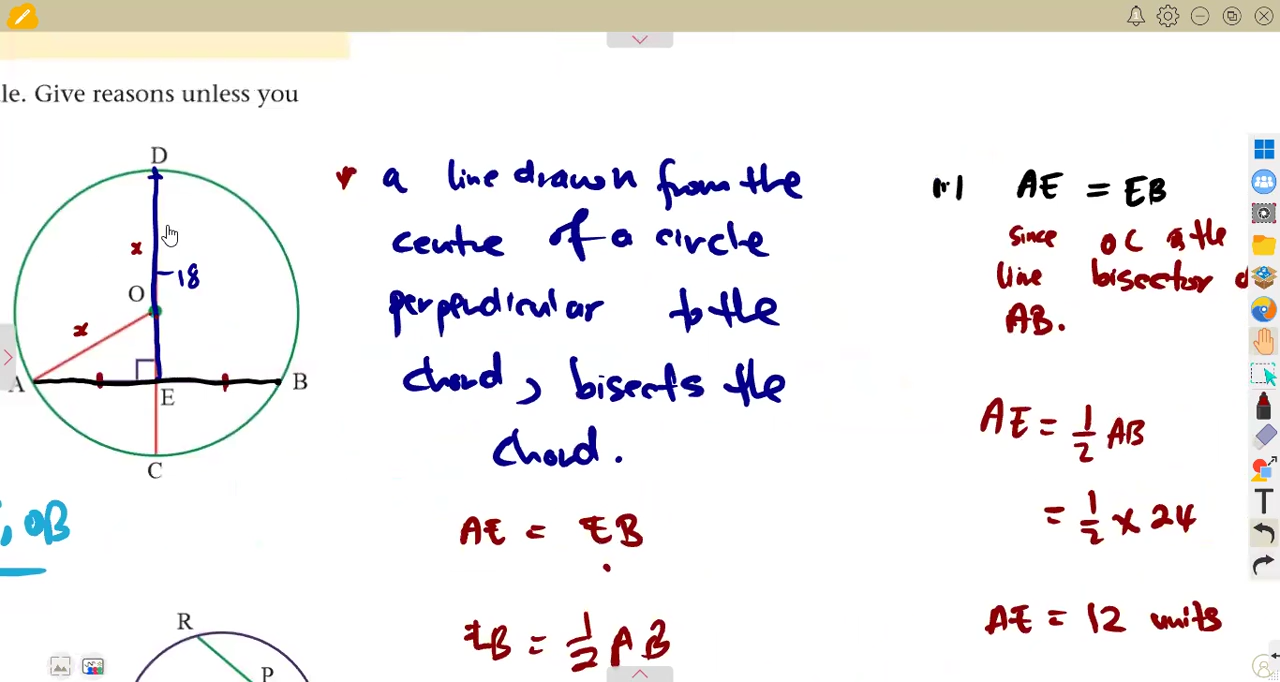 le. Give reasons unless you
D
x
18
O
x
A
E
B
C
, OB
R
P
a line drawn from the
centre of a circle
perpendicular to the
chord, bisects the
chord.
AE = EB
EB = 1/2 AB
AE = EB
since OC is the
line bisector o
AB.
AE = 1/2 AB
= 1/2 x 24
AE = 12 units
T